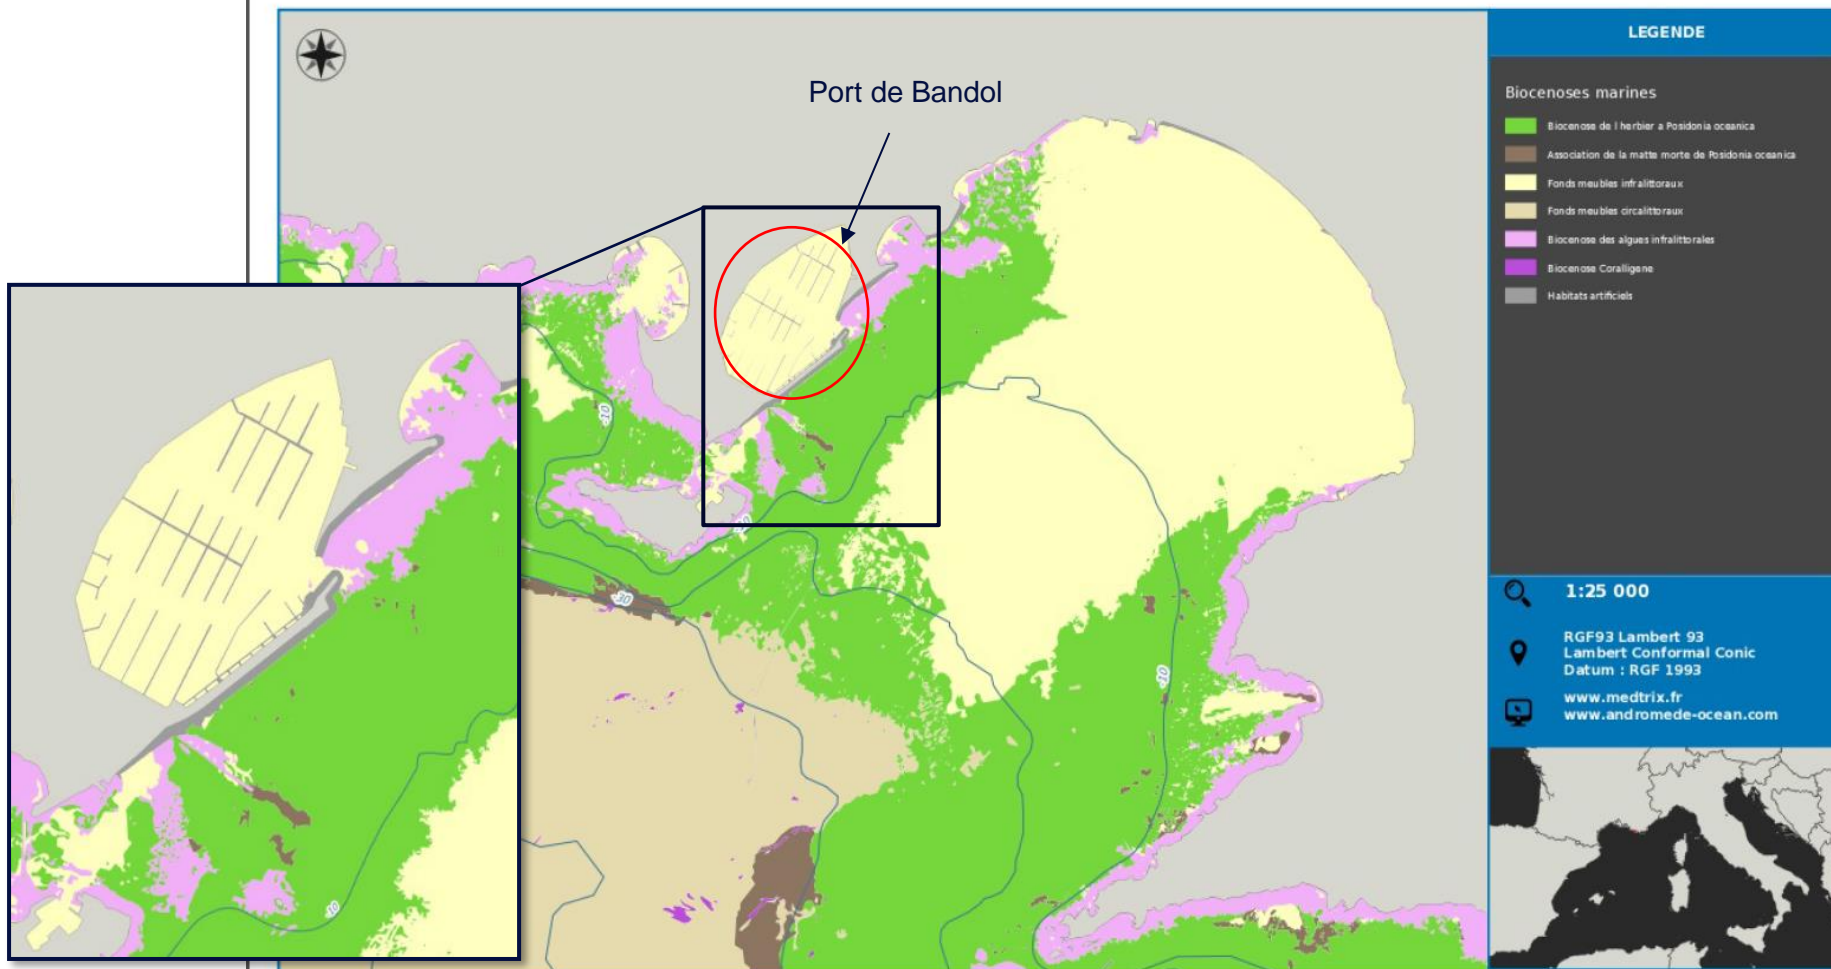 Port de Bandol
-10
-10
-30
-10
-10
LEGENDE
Biocenoses marines
Biocenose de l herbier a Posidonia oceanica
Association de la matte morte de Posidonia oceanica
Fonds meubles infralittoraux
Fonds meubles circalittoraux
Biocenose des algues infralittorales
Biocenose Coralligene
Habitats artificiels
1:25 000
RGF93 Lambert 93
Lambert Conformal Conic
Datum : RGF 1993
www.medtrix.fr
www.andromede-ocean.com